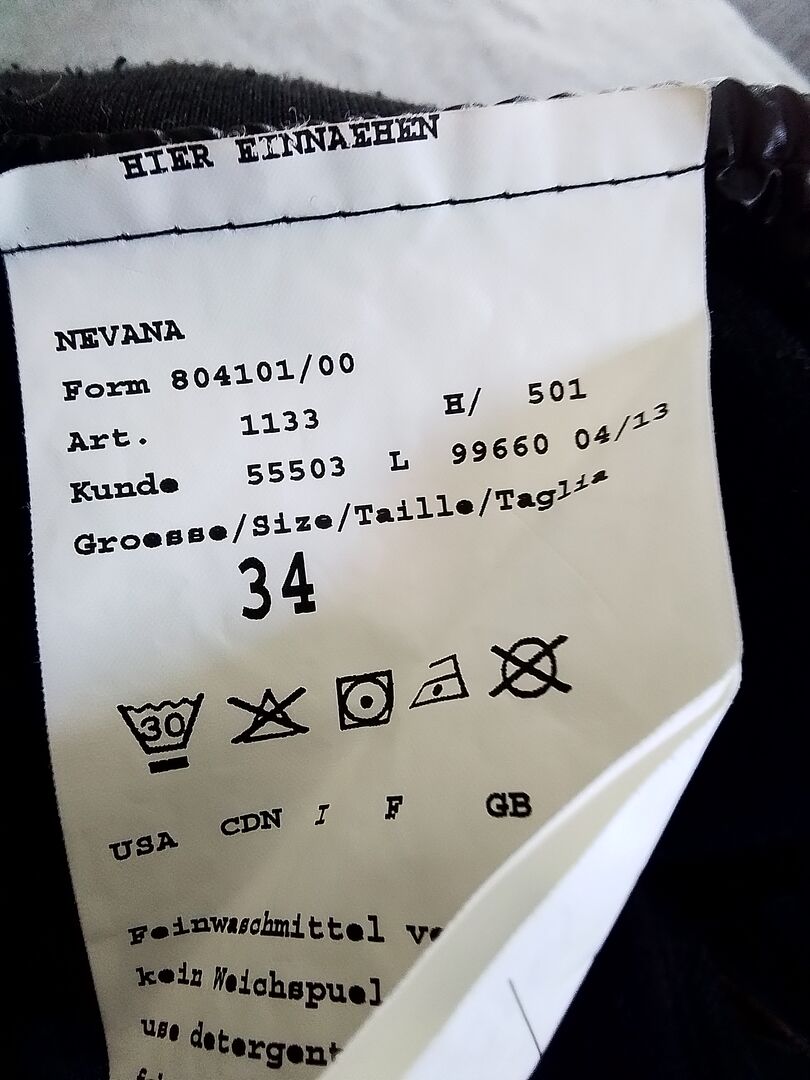 HIER EINNAEHEN
NEVANA
Form 804101/00
Art. 1133 H/ 501
Kunde 55503 L 99660 04/13
Groesse/Size/Taille/Taglia
34
30
USA CDN I F GB
Feinwaschmittel
kein Weichspuel
use detergent